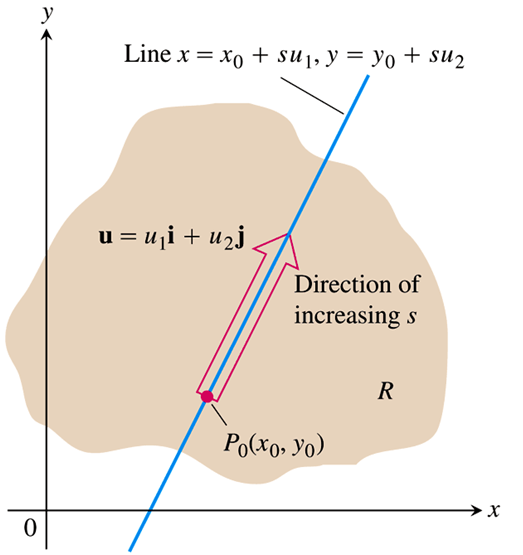 y
Line x = x₀ + su₁, y = y₀ + su₂
u = u₁i + u₂j
Direction of
increasing s
R
P₀(x₀, y₀)
x
0